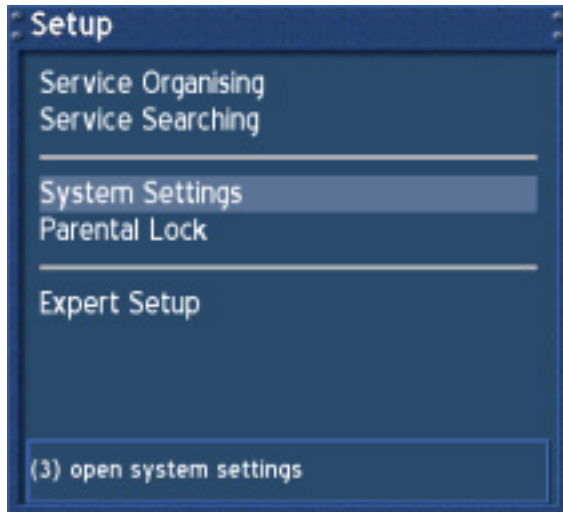 Setup
Service Organising
Service Searching
System Settings
Parental Lock
Expert Setup
(3) open system settings